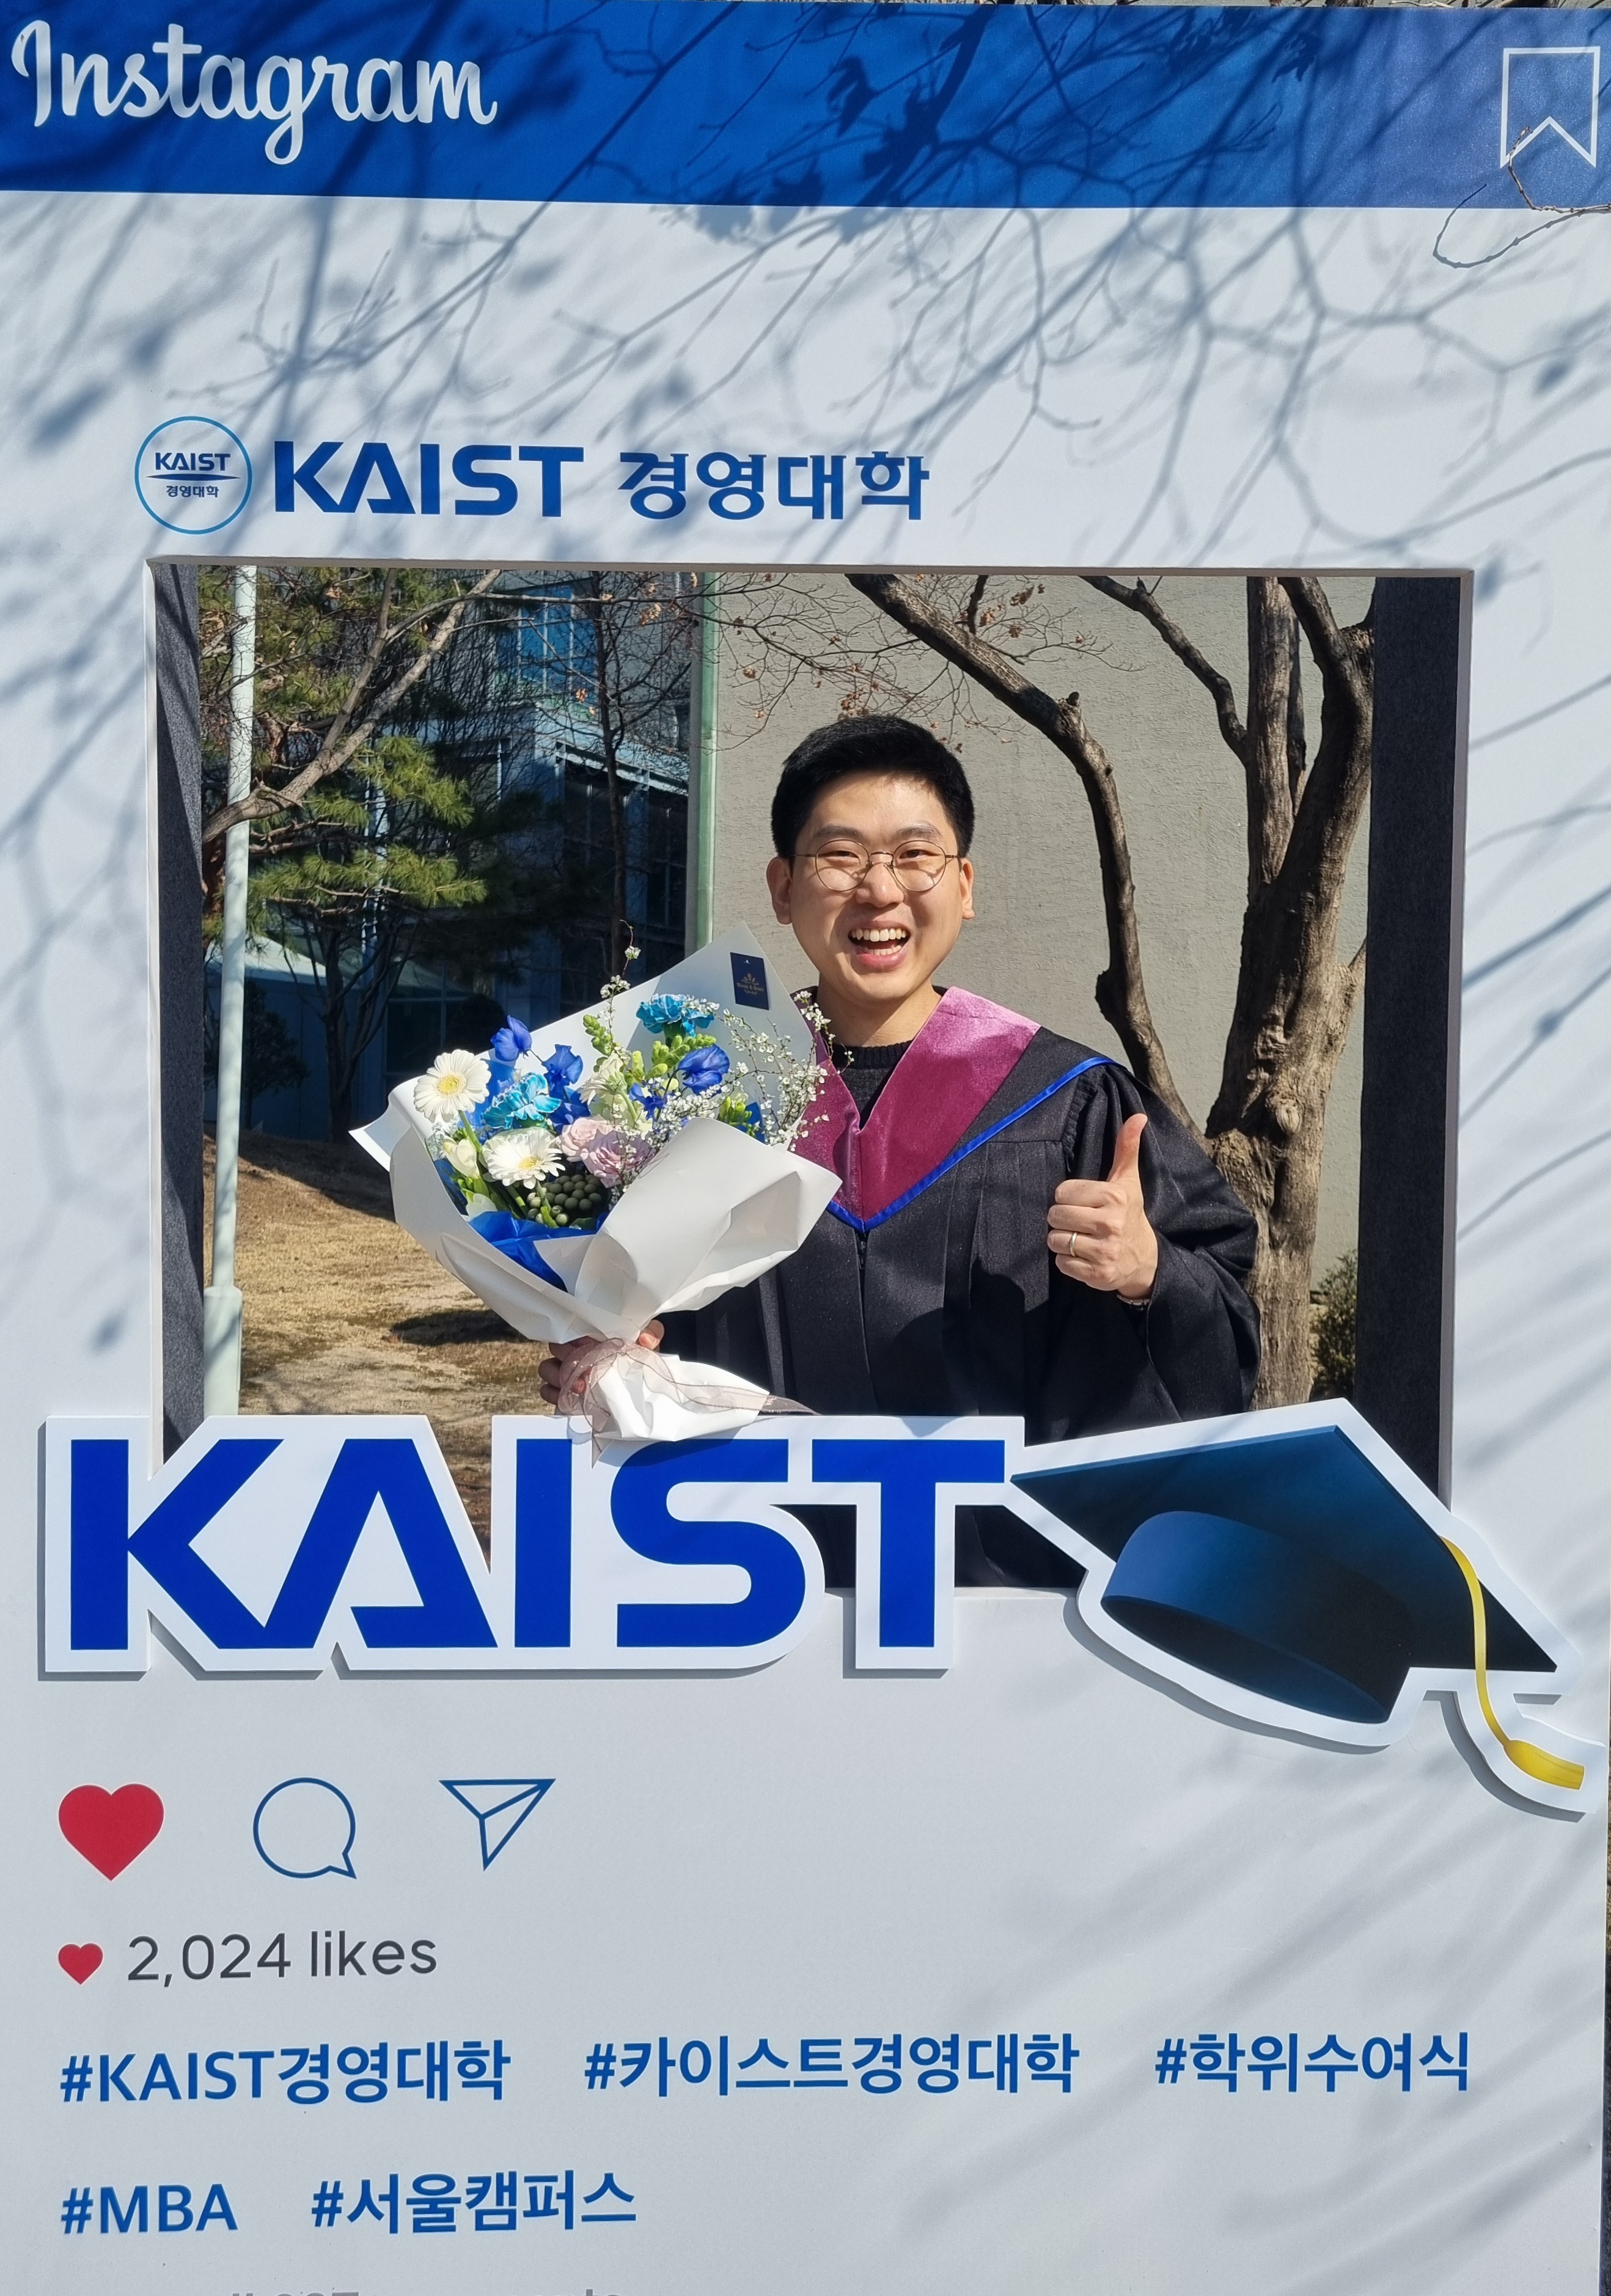 Instagram
KAIST
경영대학
KAIST 경영대학
KAIST
2,024 likes
#KAIST경영대학 #카이스트경영대학 #학위수여식
#MBA #서울캠퍼스